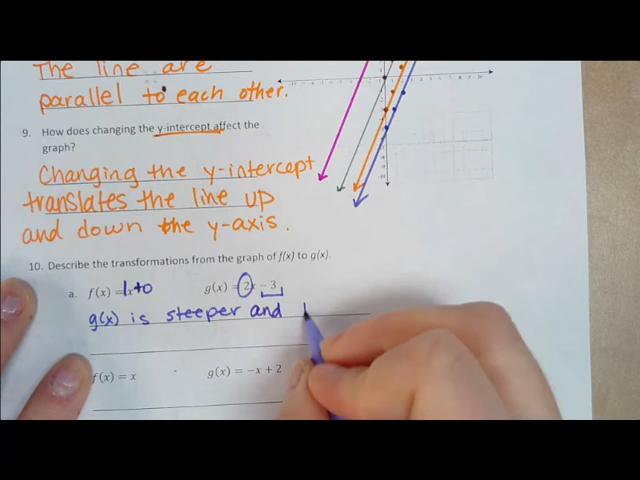 The line are
parallel to each other.
9. How does changing the y-intercept affect the
graph?
Changing the y-intercept
translates the line up
and down the y-axis.
10. Describe the transformations from the graph of f(x) to g(x).
a. f(x) = 1x+0 g(x) = 2x - 3
g(x) is steeper and
f(x) = x g(x) = -x + 2